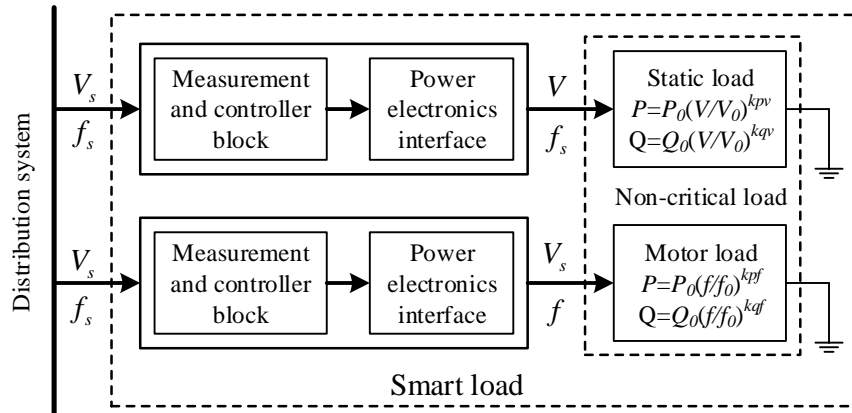 Distribution system
V_s
f_s
Measurement
and controller
block
Power
electronics
interface
V
f_s
Static load
P=P_0(V/V_0)^{kpv}
Q=Q_0(V/V_0)^{kqv}
Non-critical load
V_s
f_s
Measurement
and controller
block
Power
electronics
interface
V_s
f
Motor load
P=P_0(f/f_0)^{kpf}
Q=Q_0(f/f_0)^{kqf}
Smart load